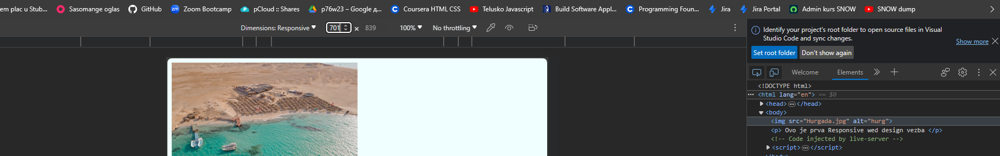 em plac u Stub... Sasomange oglas GitHub Zoom Bootcamp pCloud :: Shares p76w23 – Google д... Coursera HTML CSS Telusko Javascript Build Software Appl... Programming Foun... Jira Jira Portal Admin kurs SNOW SNOW dump
Dimensions: Responsive 701 × 839 100% No throttling
Identify your project's root folder to open source files in Visual
Studio Code and sync changes.
Show more
Set root folder Don't show again
Welcome Elements
<!DOCTYPE html>
<html lang="en"> == $0
<head> ... </head>
<body>
<img src="Hurgada.jpg" alt="hurg">
<p> Ovo je prva Responsive wed design vezba </p>
<!-- Code injected by live-server -->
<script> ... </script>